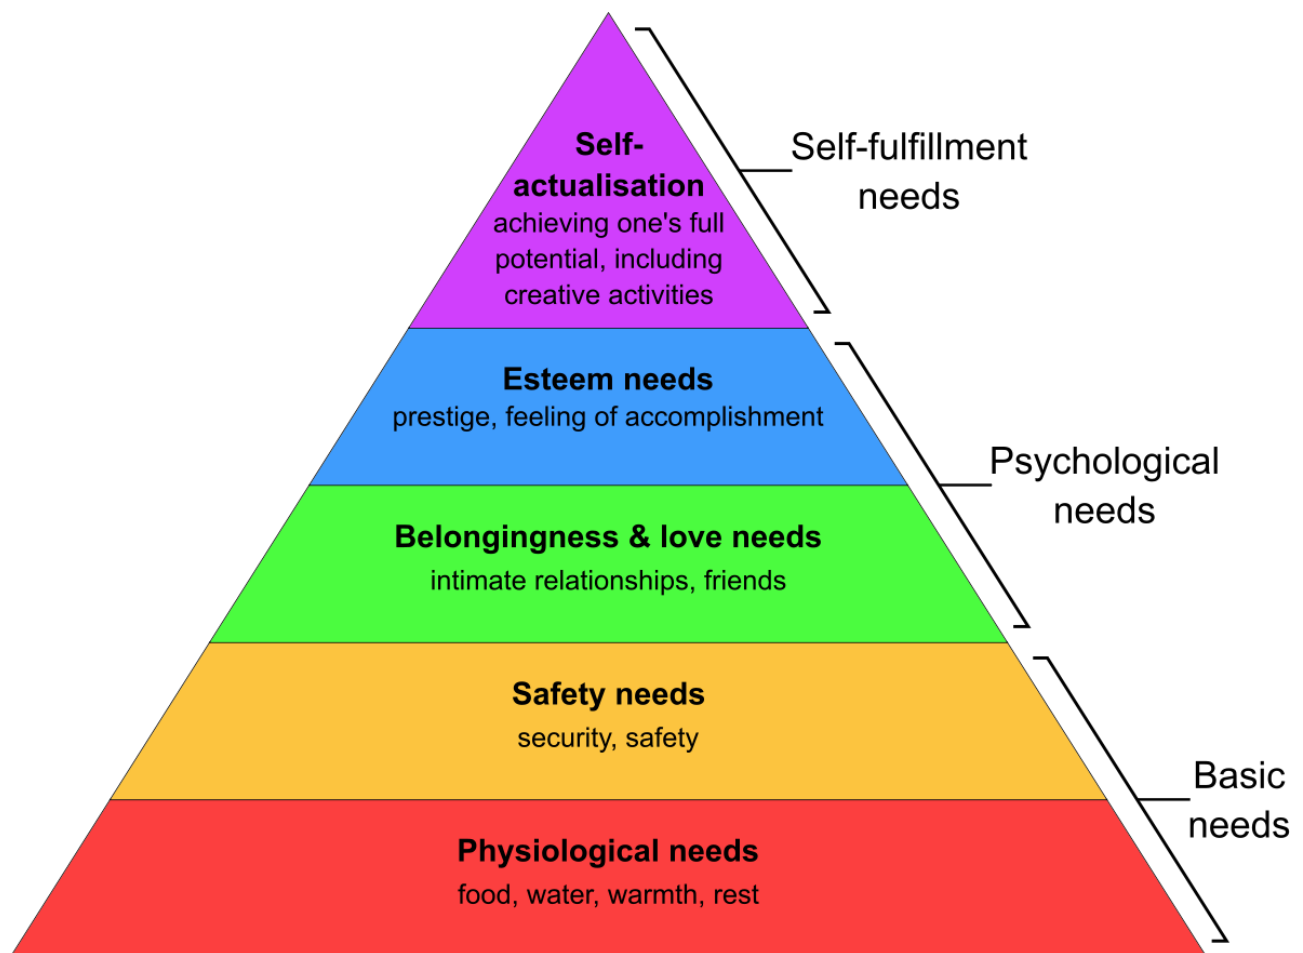 Self-
actualisation
achieving one's full
potential, including
creative activities
Self-fulfillment
needs
Esteem needs
prestige, feeling of accomplishment
Psychological
needs
Belongingness & love needs
intimate relationships, friends
Safety needs
security, safety
Basic
needs
Physiological needs
food, water, warmth, rest